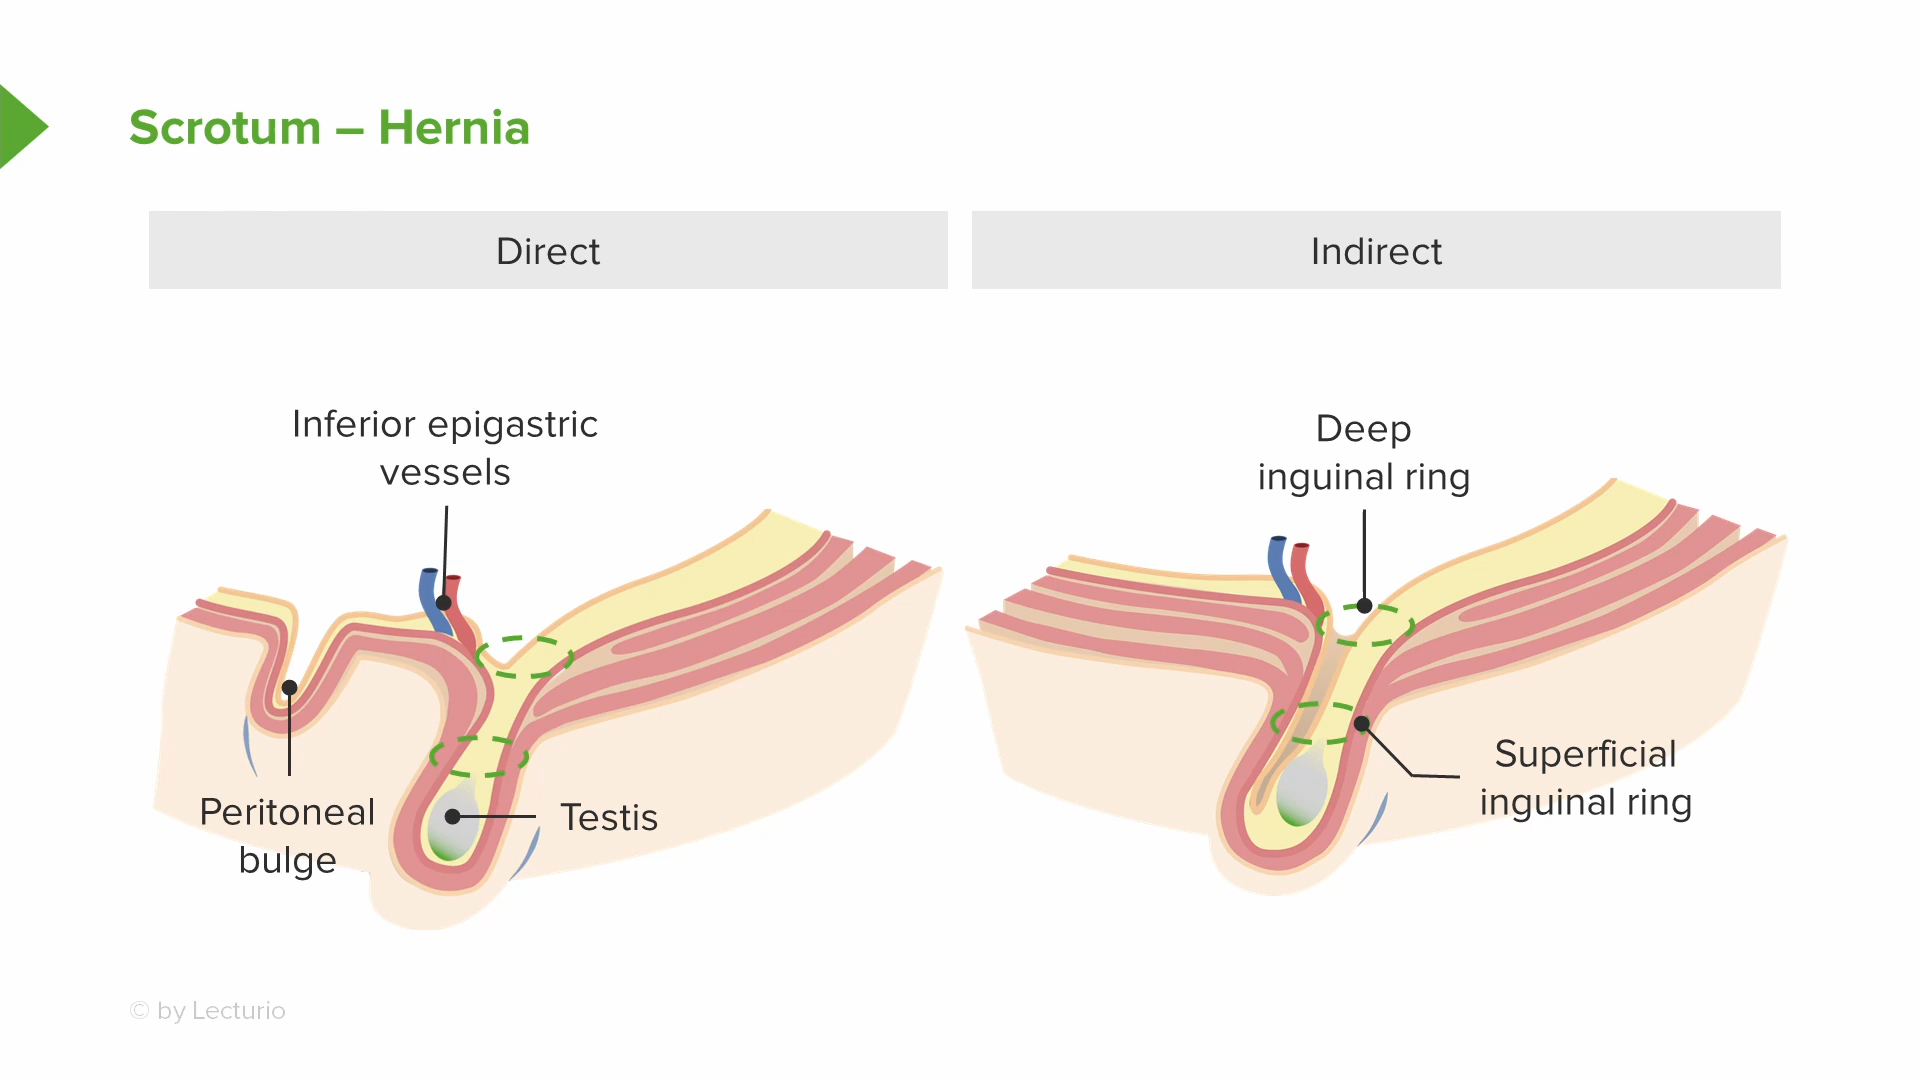 Scrotum – Hernia
Direct
Indirect
Inferior epigastric
vessels
Peritoneal
bulge
Testis
Deep
inguinal ring
Superficial
inguinal ring
© by Lecturio